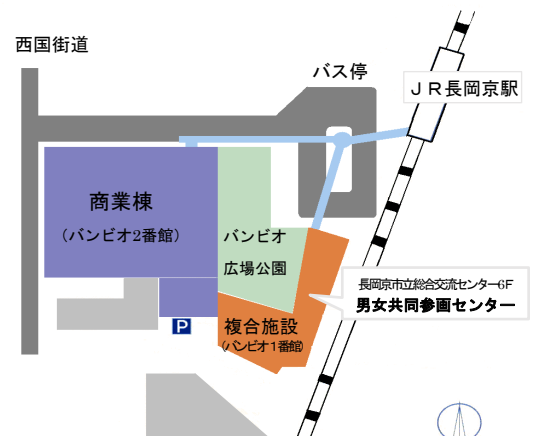 西国街道
バス停
JR長岡京駅
商業棟
(バンビオ2番館)
バンビオ
広場公園
長岡京市立総合交流センター6F
男女共同参画センター
複合施設
(バンビオ1番館)
P